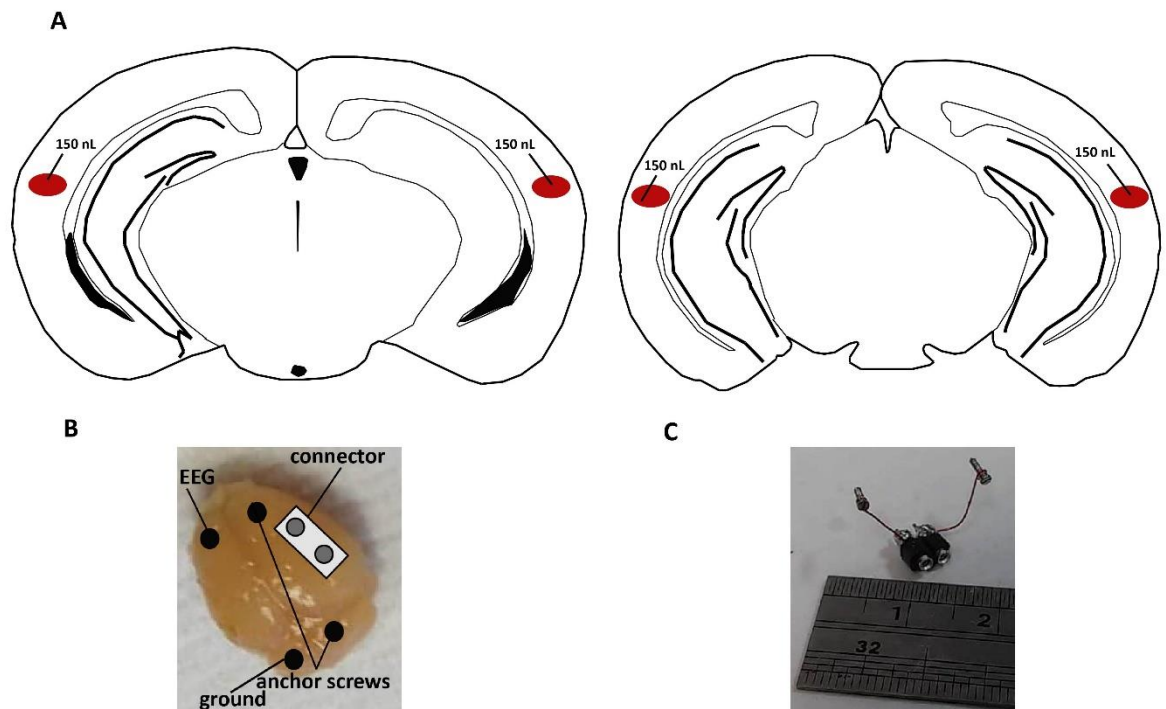 A
150 nL
150 nL
150 nL
150 nL
B
connector
EEG
anchor screws
ground
C
1
2
32